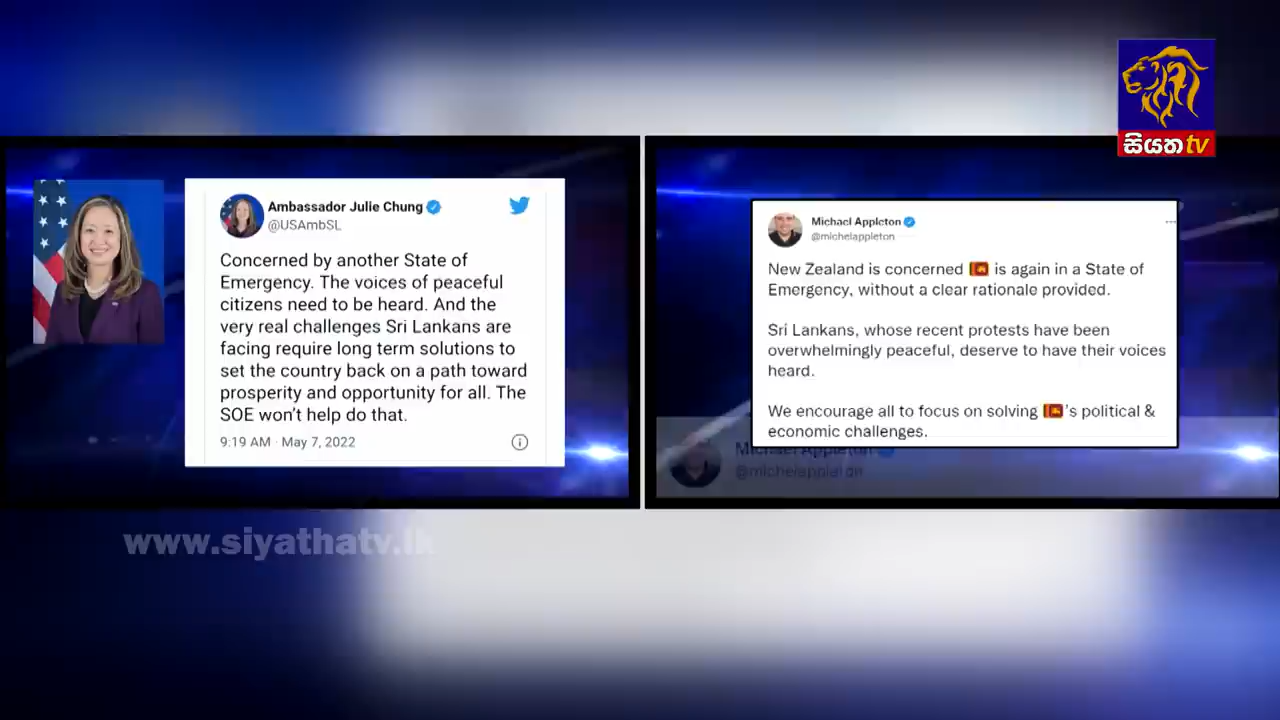 සියත tv
Ambassador Julie Chung
@USAmbSL
Concerned by another State of
Emergency. The voices of peaceful
citizens need to be heard. And the
very real challenges Sri Lankans are
facing require long term solutions to
set the country back on a path toward
prosperity and opportunity for all. The
SOE won't help do that.
9:19 AM · May 7, 2022
Michael Appleton
@michelappleton
New Zealand is concerned 🇱🇰 is again in a State of
Emergency, without a clear rationale provided.
Sri Lankans, whose recent protests have been
overwhelmingly peaceful, deserve to have their voices
heard.
We encourage all to focus on solving 🇱🇰's political &
economic challenges.
Michael Appleton
@michelappleton
www.siyathatv.lk